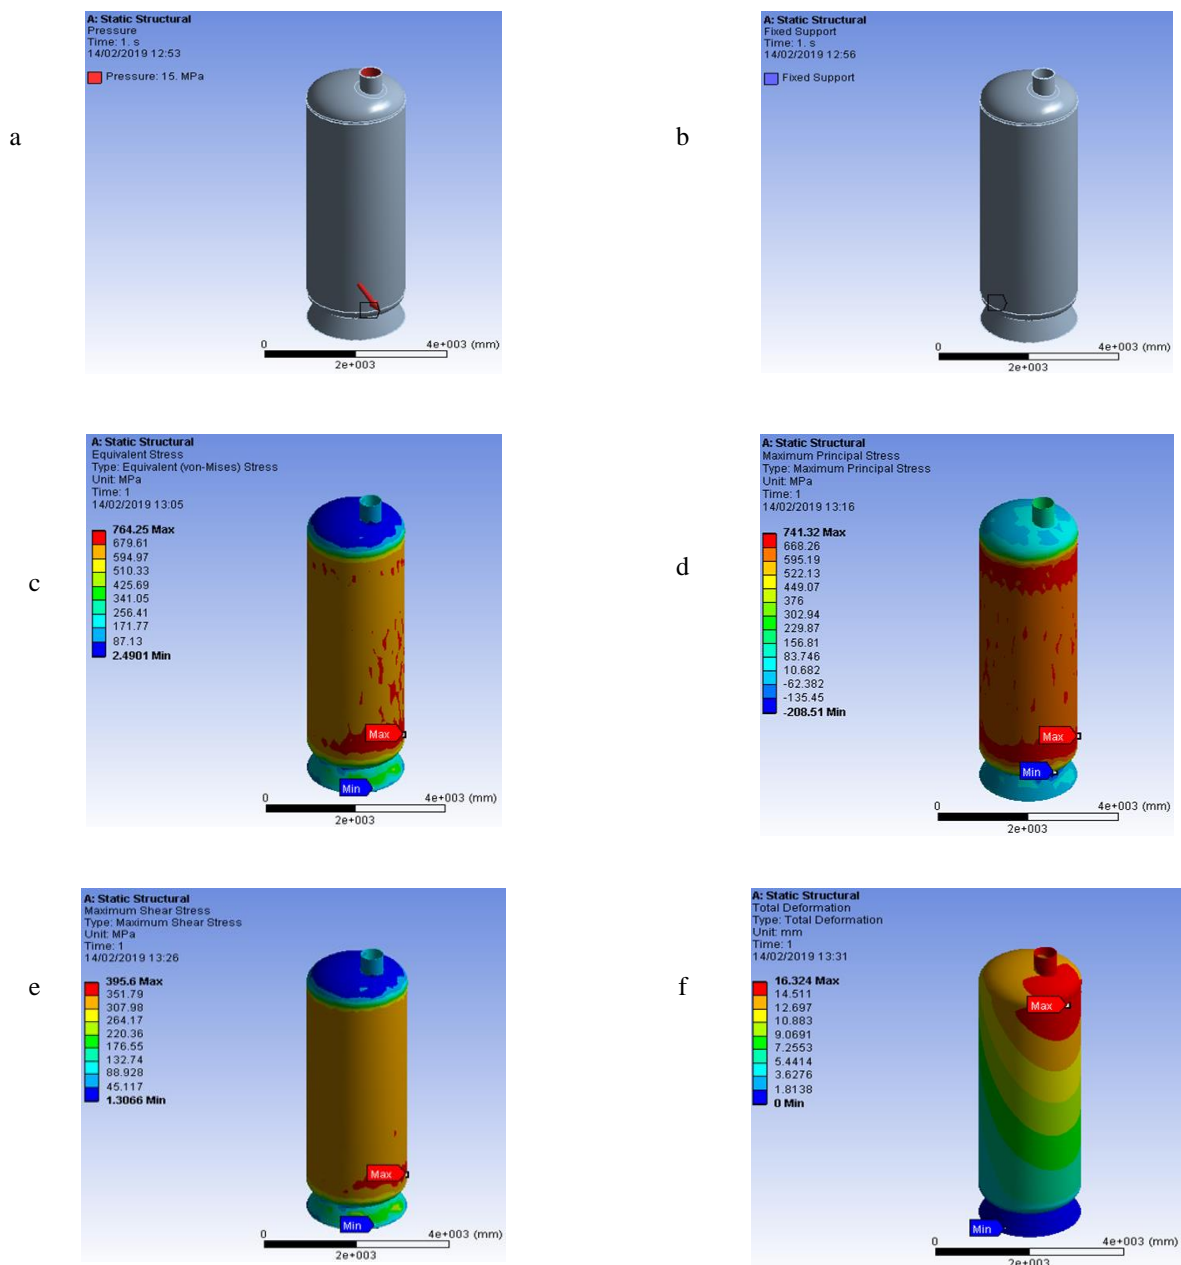 a
A: Static Structural
Pressure
Time: 1. s
14/02/2019 12:53
Pressure: 15. MPa
0
4e+003 (mm)
2e+003
b
A: Static Structural
Fixed Support
Time: 1. s
14/02/2019 12:56
Fixed Support
0
4e+003 (mm)
2e+003
c
A: Static Structural
Equivalent Stress
Type: Equivalent (von-Mises) Stress
Unit: MPa
Time: 1
14/02/2019 13:05
764.25 Max
679.61
594.97
510.33
425.69
341.05
256.41
171.77
87.13
2.4901 Min
Max
Min
0
4e+003 (mm)
2e+003
d
A: Static Structural
Maximum Principal Stress
Type: Maximum Principal Stress
Unit: MPa
Time: 1
14/02/2019 13:16
741.32 Max
668.26
595.19
522.13
449.07
376
302.94
229.87
156.81
83.746
10.682
-62.382
-135.45
-208.51 Min
Max
Min
0
4e+003 (mm)
2e+003
e
A: Static Structural
Maximum Shear Stress
Type: Maximum Shear Stress
Unit: MPa
Time: 1
14/02/2019 13:26
395.6 Max
351.79
307.98
264.17
220.36
176.55
132.74
88.928
45.117
1.3066 Min
Max
Min
0
4e+003 (mm)
2e+003
f
A: Static Structural
Total Deformation
Type: Total Deformation
Unit: mm
Time: 1
14/02/2019 13:31
16.324 Max
14.511
12.697
10.883
9.0691
7.2553
5.4414
3.6276
1.8138
0 Min
Max
Min
0
4e+003 (mm)
2e+003